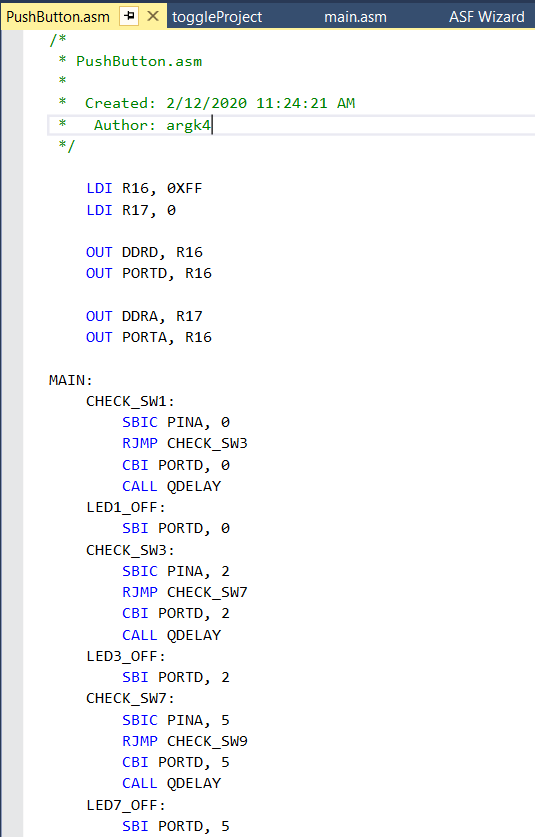 PushButton.asm toggleProject main.asm ASF Wizard
/*
* PushButton.asm
*
* Created: 2/12/2020 11:24:21 AM
* Author: argk4
*/
LDI R16, 0XFF
LDI R17, 0
OUT DDRD, R16
OUT PORTD, R16
OUT DDRA, R17
OUT PORTA, R16
MAIN:
CHECK_SW1:
SBIC PINA, 0
RJMP CHECK_SW3
CBI PORTD, 0
CALL QDELAY
LED1_OFF:
SBI PORTD, 0
CHECK_SW3:
SBIC PINA, 2
RJMP CHECK_SW7
CBI PORTD, 2
CALL QDELAY
LED3_OFF:
SBI PORTD, 2
CHECK_SW7:
SBIC PINA, 5
RJMP CHECK_SW9
CBI PORTD, 5
CALL QDELAY
LED7_OFF:
SBI PORTD, 5